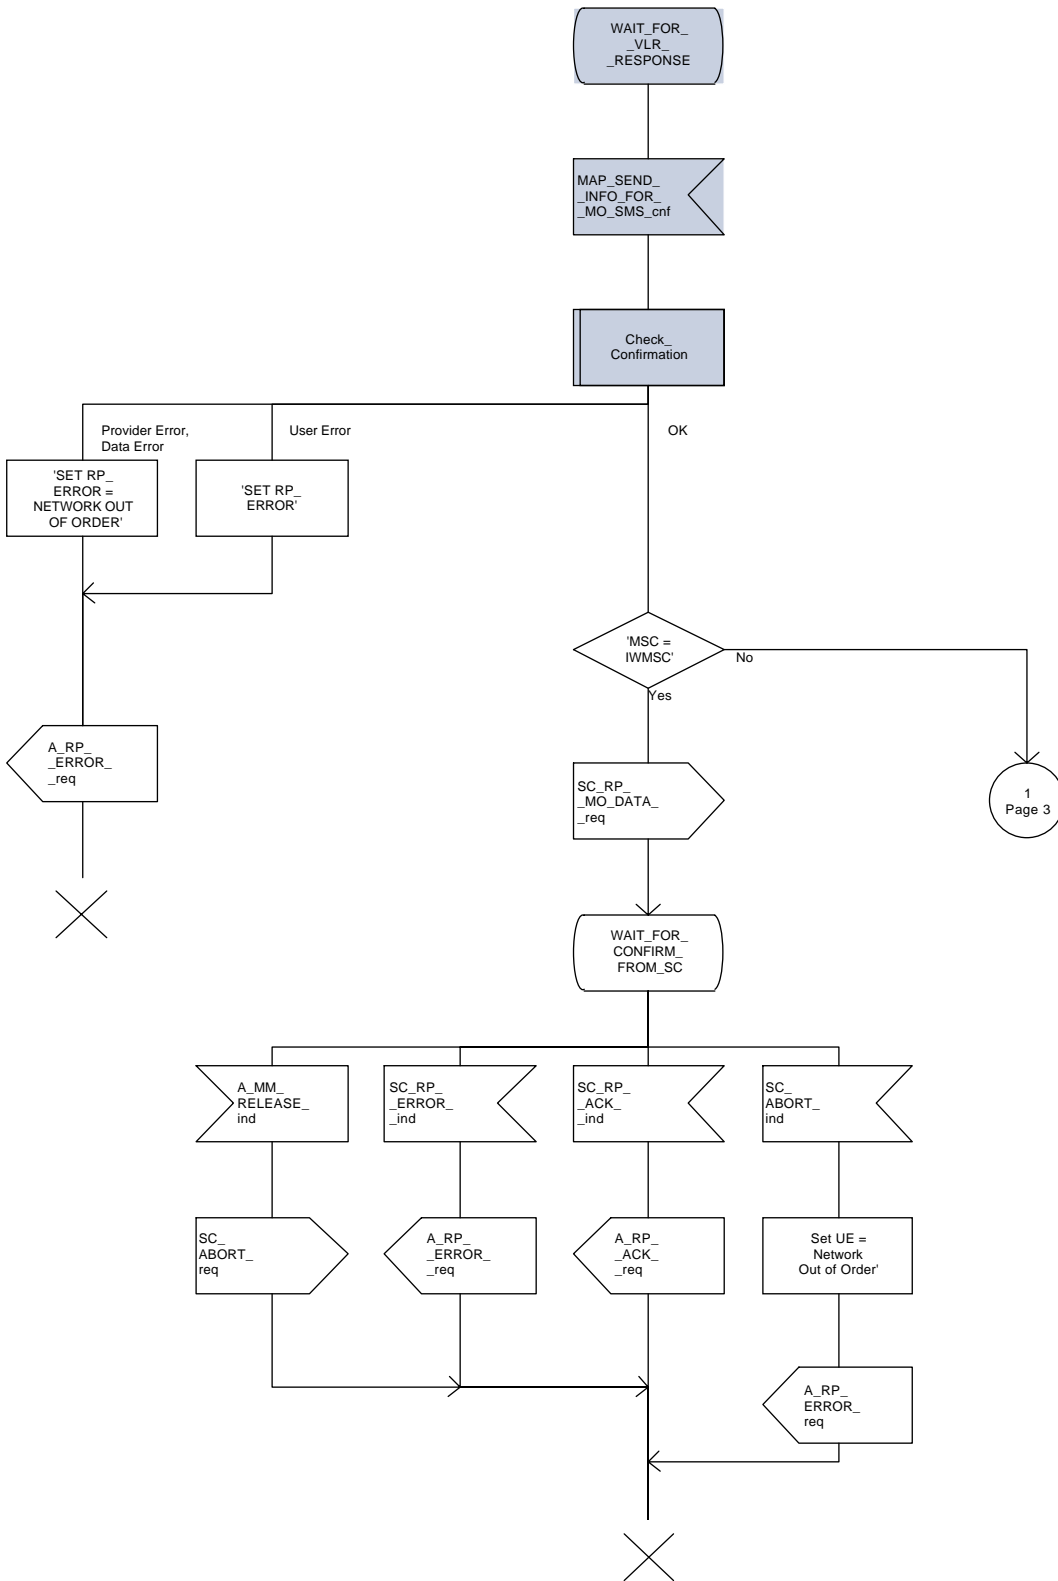 WAIT_FOR_
_VLR_
_RESPONSE
MAP_SEND_
_INFO_FOR_
_MO_SMS_cnf
Check_
Confirmation
Provider Error,
Data Error
User Error
OK
'SET RP_
ERROR =
NETWORK OUT
OF ORDER'
'SET RP_
ERROR'
'MSC =
IWMSC'
No
Yes
A_RP_
_ERROR_
_req
SC_RP_
_MO_DATA_
_req
1
Page 3
WAIT_FOR_
CONFIRM_
FROM_SC
A_MM_
RELEASE_
ind
SC_RP_
_ERROR_
_ind
SC_RP_
_ACK_
_ind
SC_
ABORT_
ind
SC_
ABORT_
req
A_RP_
_ERROR_
_req
A_RP_
_ACK_
_req
Set UE =
Network
Out of Order'
A_RP_
ERROR_
req